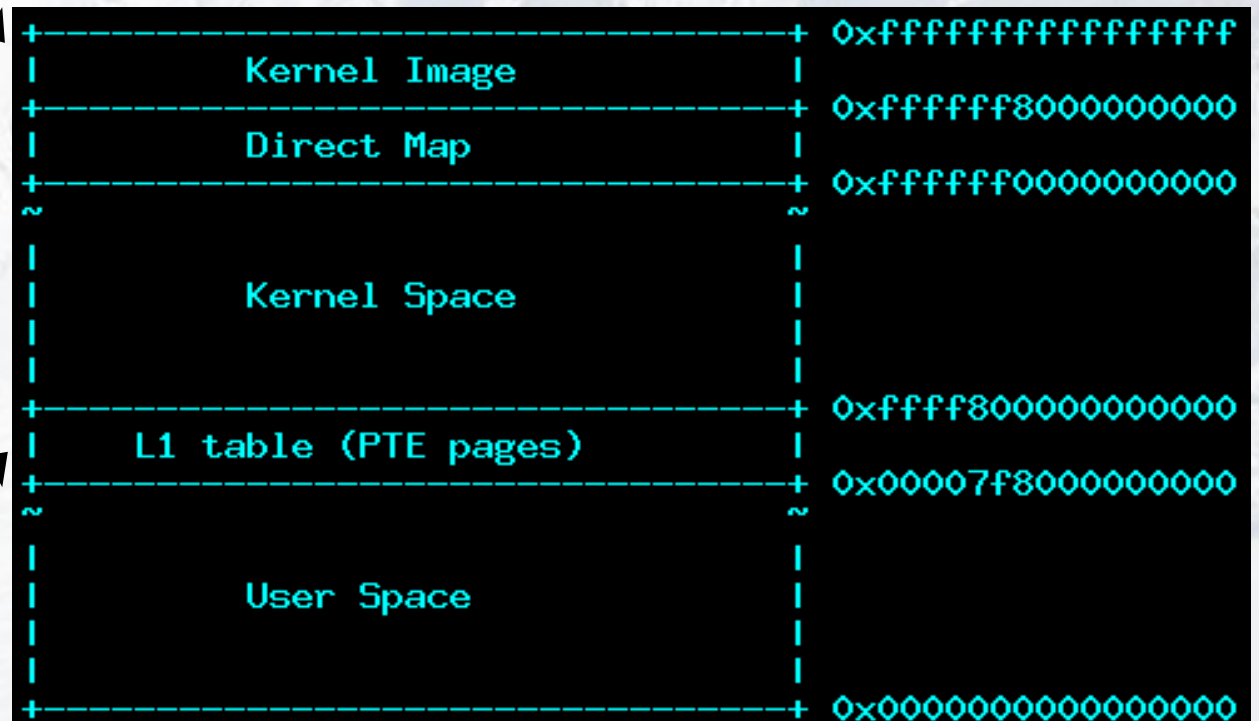 +---------------------------------+ 0xffffffffffffffff
| Kernel Image |
+---------------------------------+ 0xffffff8000000000
| Direct Map |
+---------------------------------+ 0xffffff0000000000
~ ~
|  |
| Kernel Space |
|  |
|  |
+---------------------------------+ 0xffff800000000000
| L1 table (PTE pages) |
+---------------------------------+ 0x00007f8000000000
~ ~
|  |
| User Space |
|  |
|  |
+---------------------------------+ 0x0000000000000000